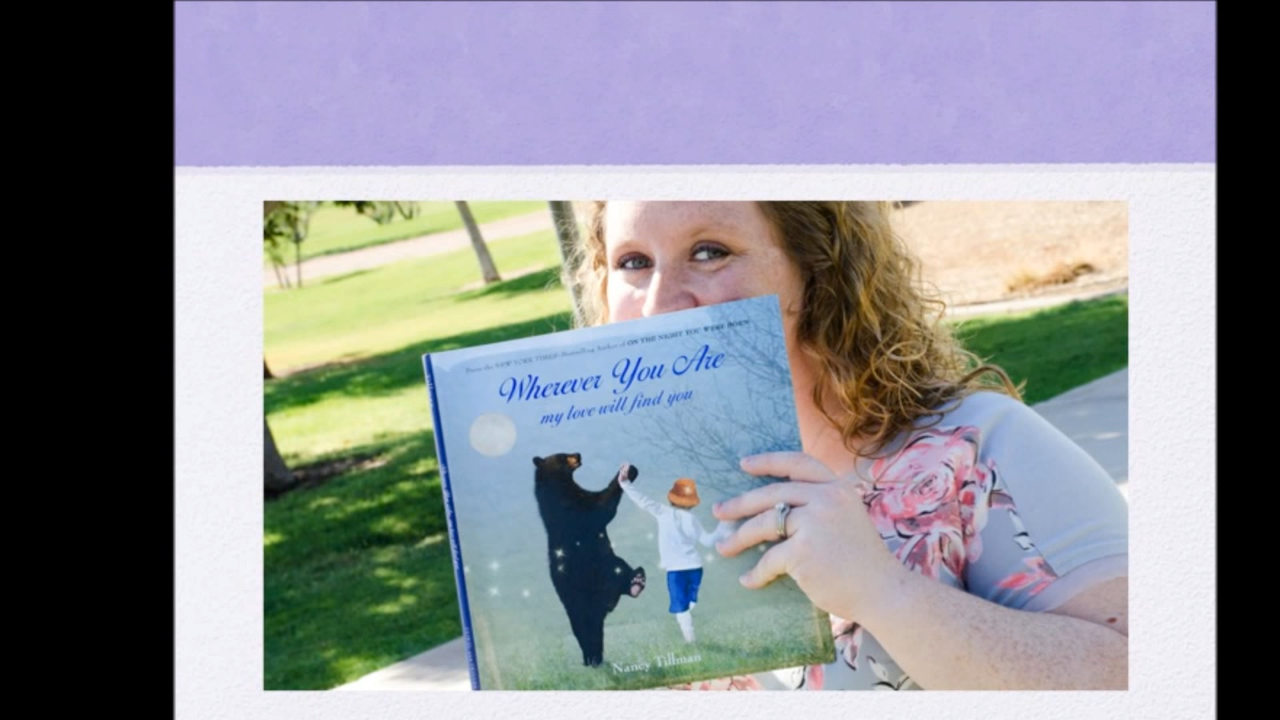 From the NEW YORK TIMES-Bestselling Author of ON THE NIGHT YOU WERE BORN
Wherever You Are
my love will find you
Nancy Tillman